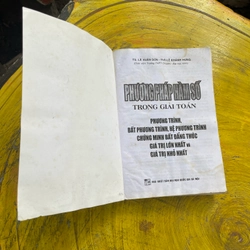 PHƯƠNG PHÁP HÀM SỐ
TRONG GIẢI TOÁN
PHƯƠNG TRÌNH,
BẤT PHƯƠNG TRÌNH, HỆ PHƯƠNG TRÌNH
CHỨNG MINH BẤT ĐẲNG THỨC
GIÁ TRỊ LỚN NHẤT và
GIÁ TRỊ NHỎ NHẤT